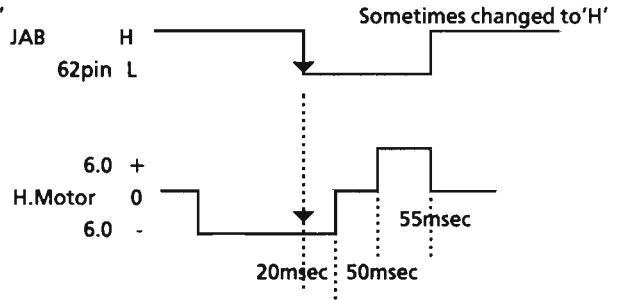 Sometimes changed to'H'
JAB H
62pin L
6.0 +
H.Motor 0
6.0 -
55msec
20msec 50msec